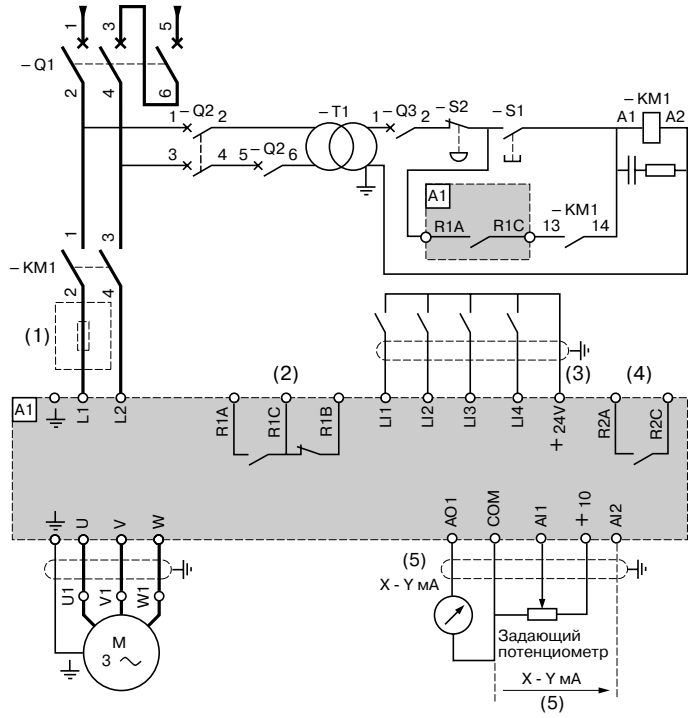 1 3 5
– Q1
2 4 6
1 – Q2 2
– T1
1 – Q3 2
– S2
– S1
– KM1
A1 A2
3 4 5 – Q2 6
A1
R1A R1C
13 – KM1 14
1 3
– KM1
2 4
(1)
(2)
(3)
(4)
A1
L1 L2
R1A R1C R1B
LI1 LI2 LI3 LI4 + 24V
R2A R2C
U V W
AO1 COM AI1 + 10 AI2
(5)
X - Y мА
U1 V1 W1
M
3
Задающий
потенциометр
X - Y мА
(5)